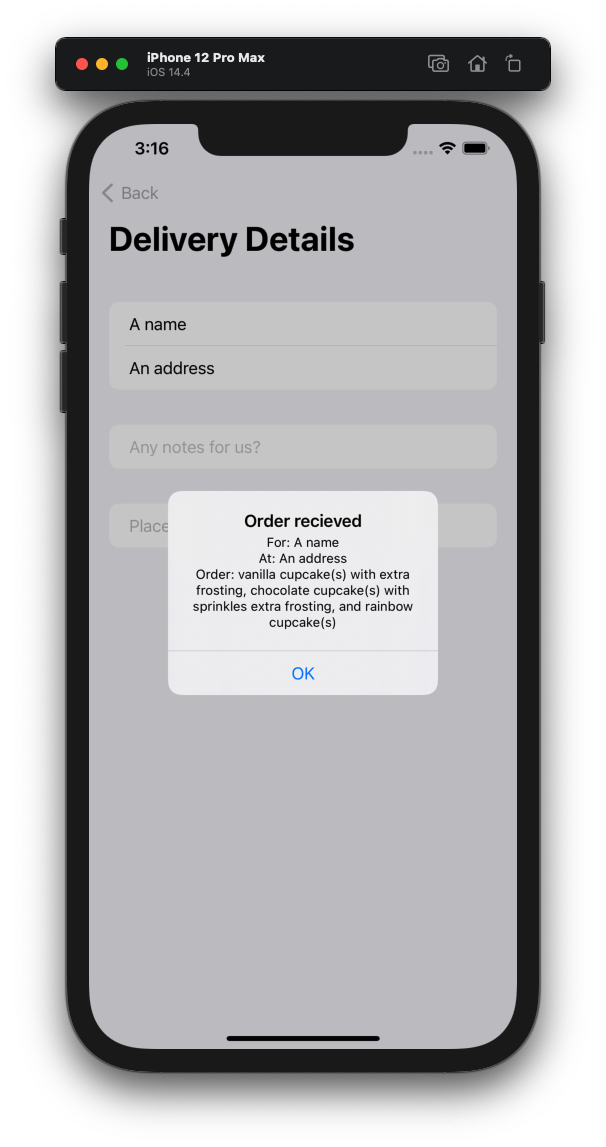 iPhone 12 Pro Max
iOS 14.4
3:16
Back
Delivery Details
A name
An address
Any notes for us?
Place
Order recieved
For: A name
At: An address
Order: vanilla cupcake(s) with extra
frosting, chocolate cupcake(s) with
sprinkles extra frosting, and rainbow
cupcake(s)
OK